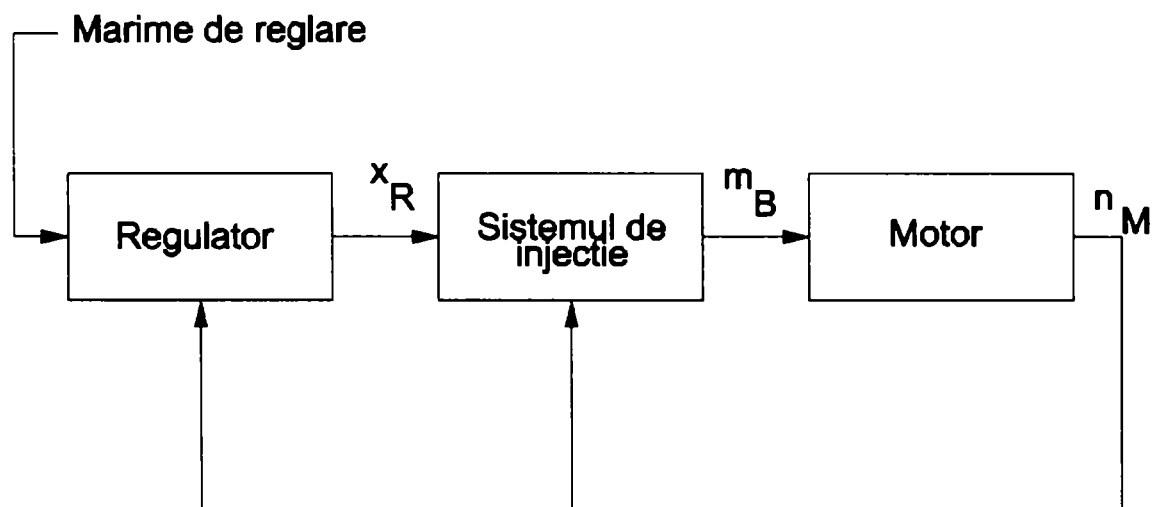 Marime de reglare
x_R
m_B
n_M
Regulator
Sistemul de
injectie
Motor